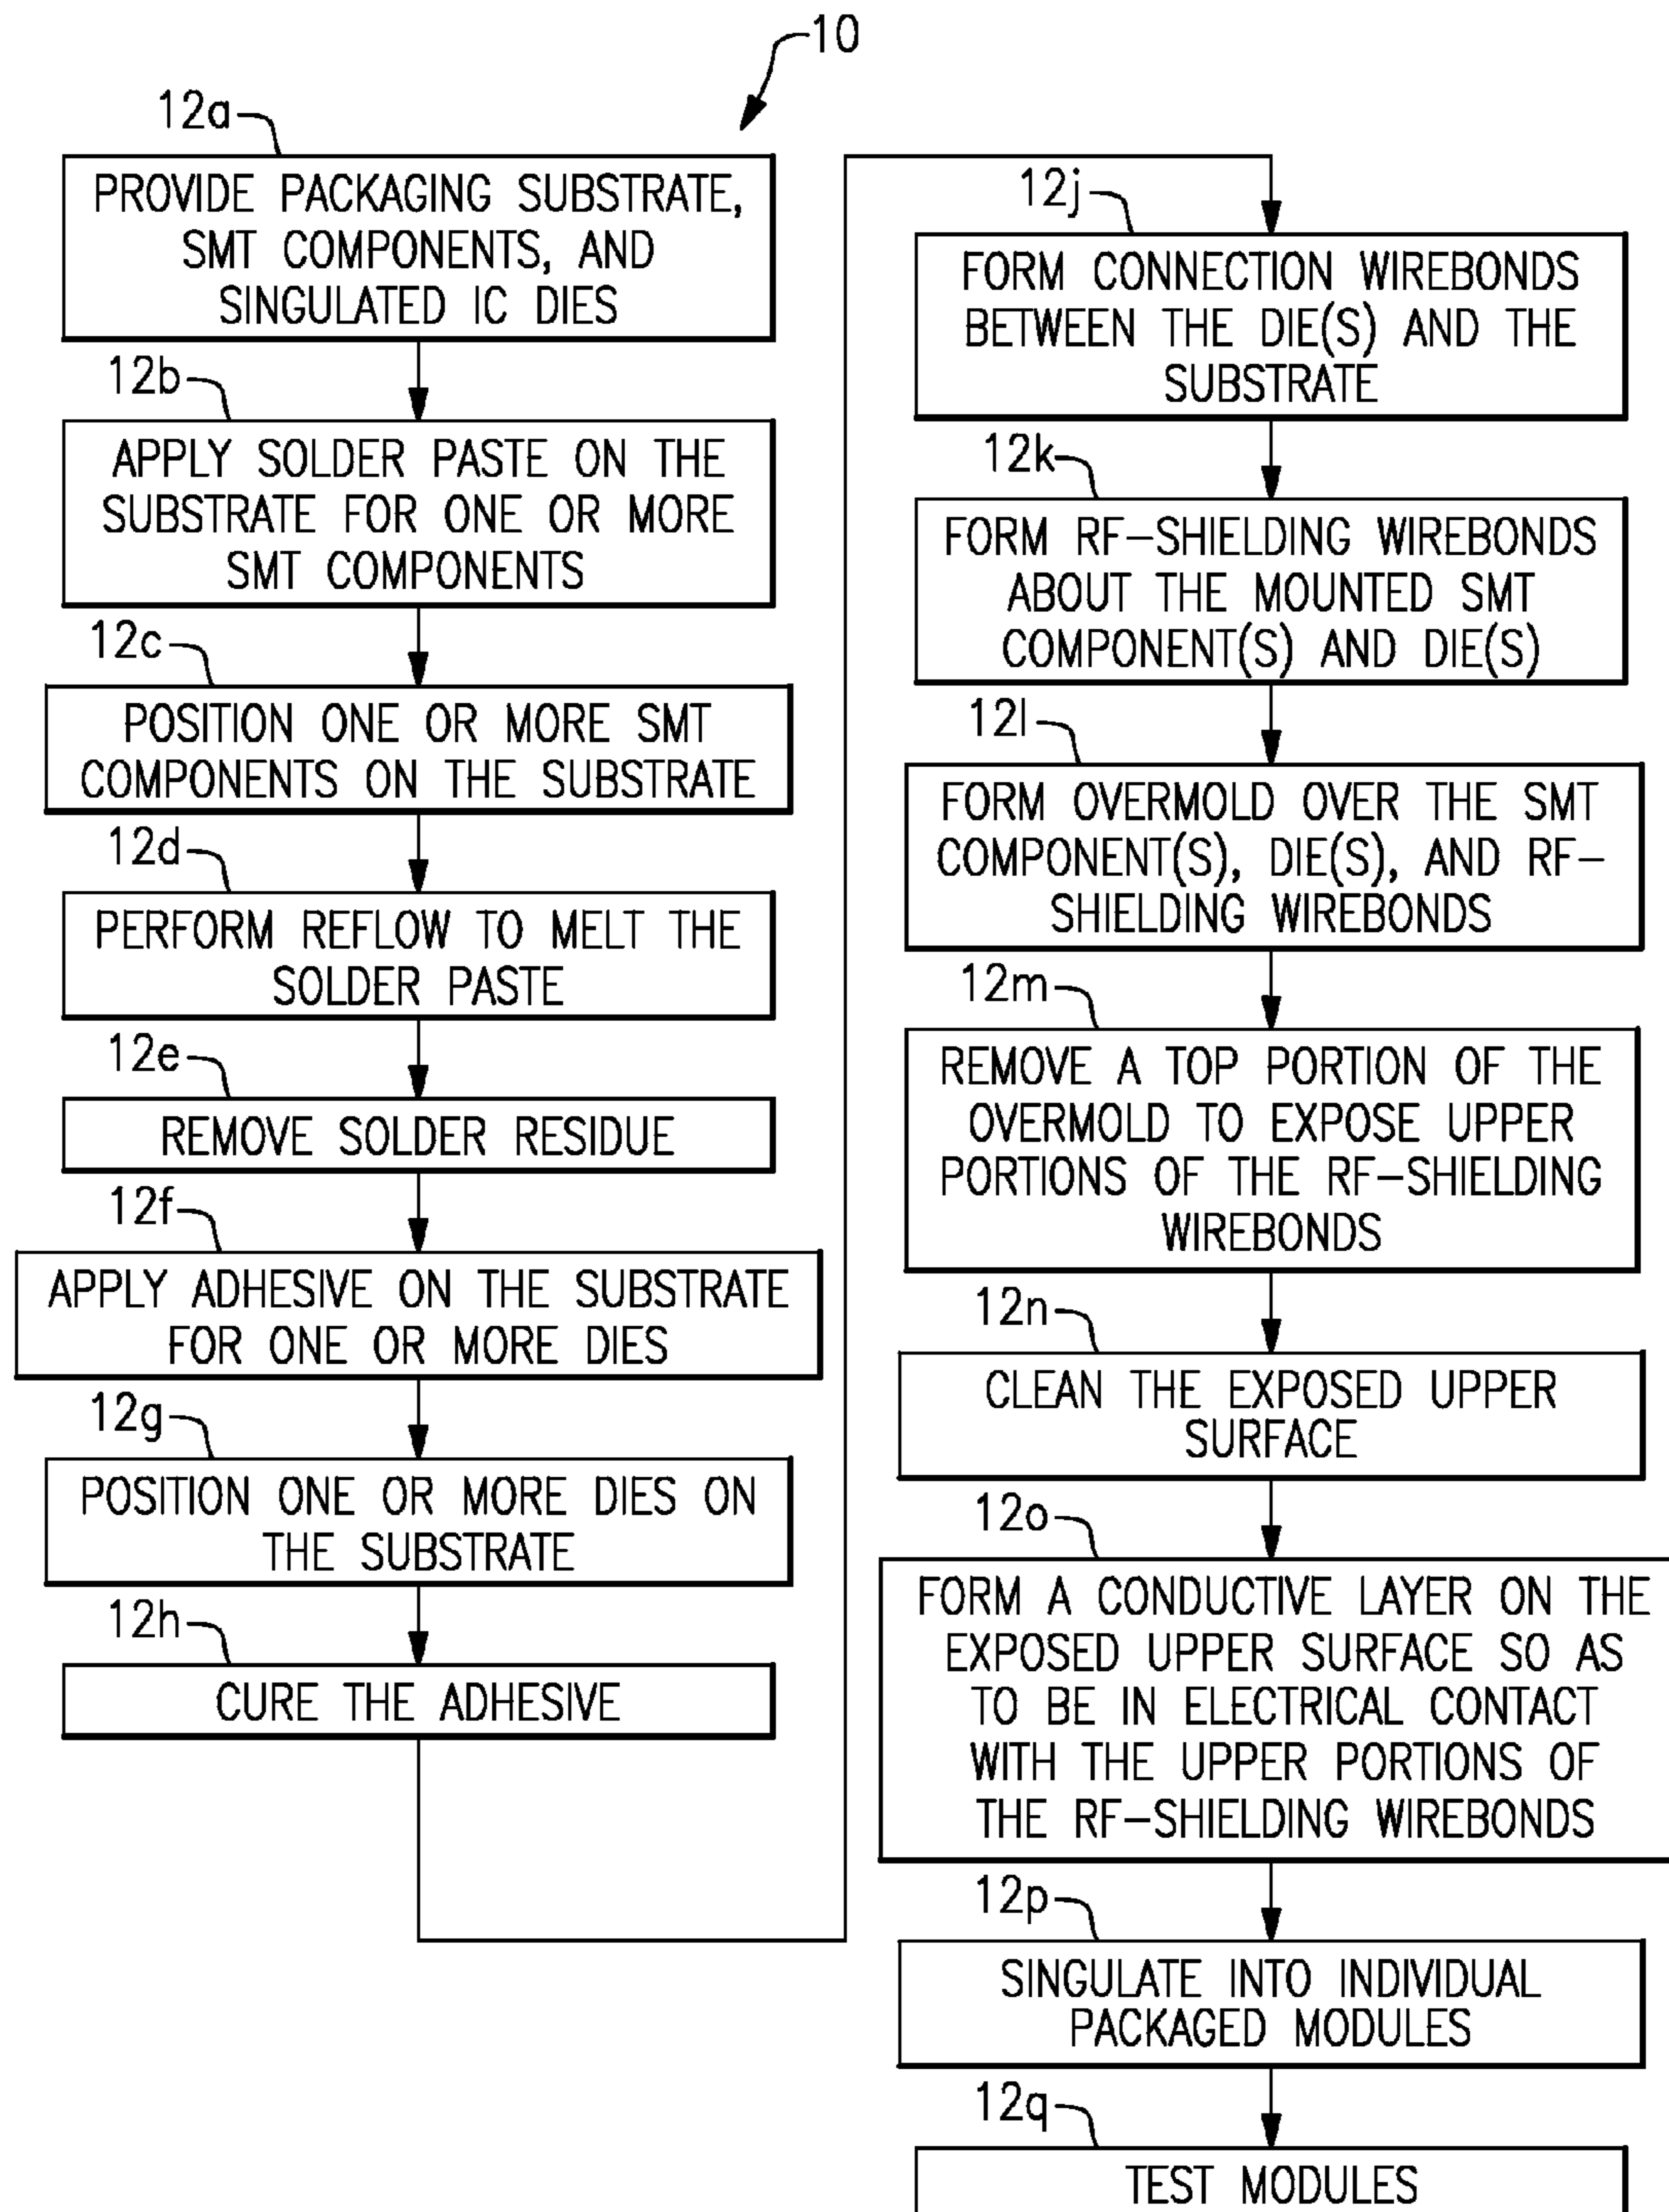 10
12a
PROVIDE PACKAGING SUBSTRATE,
SMT COMPONENTS, AND
SINGULATED IC DIES
12b
APPLY SOLDER PASTE ON THE
SUBSTRATE FOR ONE OR MORE
SMT COMPONENTS
12c
POSITION ONE OR MORE SMT
COMPONENTS ON THE SUBSTRATE
12d
PERFORM REFLOW TO MELT THE
SOLDER PASTE
12e
REMOVE SOLDER RESIDUE
12f
APPLY ADHESIVE ON THE SUBSTRATE
FOR ONE OR MORE DIES
12g
POSITION ONE OR MORE DIES ON
THE SUBSTRATE
12h
CURE THE ADHESIVE
12j
FORM CONNECTION WIREBONDS
BETWEEN THE DIE(S) AND THE
SUBSTRATE
12k
FORM RF-SHIELDING WIREBONDS
ABOUT THE MOUNTED SMT
COMPONENT(S) AND DIE(S)
12l
FORM OVERMOLD OVER THE SMT
COMPONENT(S), DIE(S), AND RF-
SHIELDING WIREBONDS
12m
REMOVE A TOP PORTION OF THE
OVERMOLD TO EXPOSE UPPER
PORTIONS OF THE RF-SHIELDING
WIREBONDS
12n
CLEAN THE EXPOSED UPPER
SURFACE
12o
FORM A CONDUCTIVE LAYER ON THE
EXPOSED UPPER SURFACE SO AS
TO BE IN ELECTRICAL CONTACT
WITH THE UPPER PORTIONS OF
THE RF-SHIELDING WIREBONDS
12p
SINGULATE INTO INDIVIDUAL
PACKAGED MODULES
12q
TEST MODULES